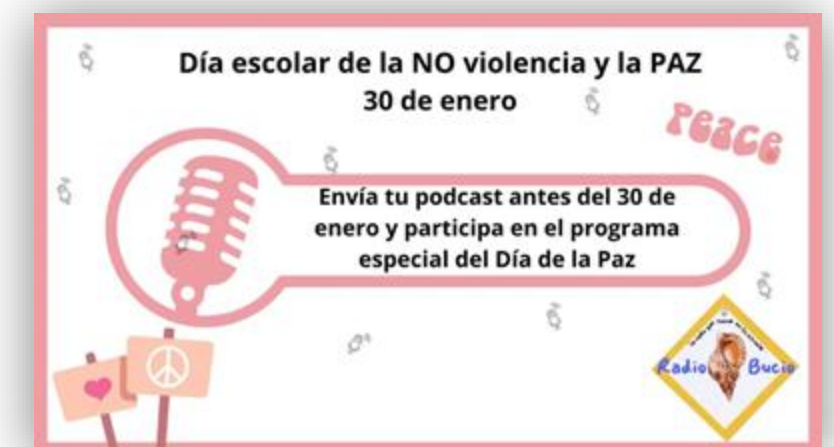 Día escolar de la NO violencia y la PAZ
30 de enero
Peace
Envía tu podcast antes del 30 de
enero y participa en el programa
especial del Día de la Paz
Radio Bucio